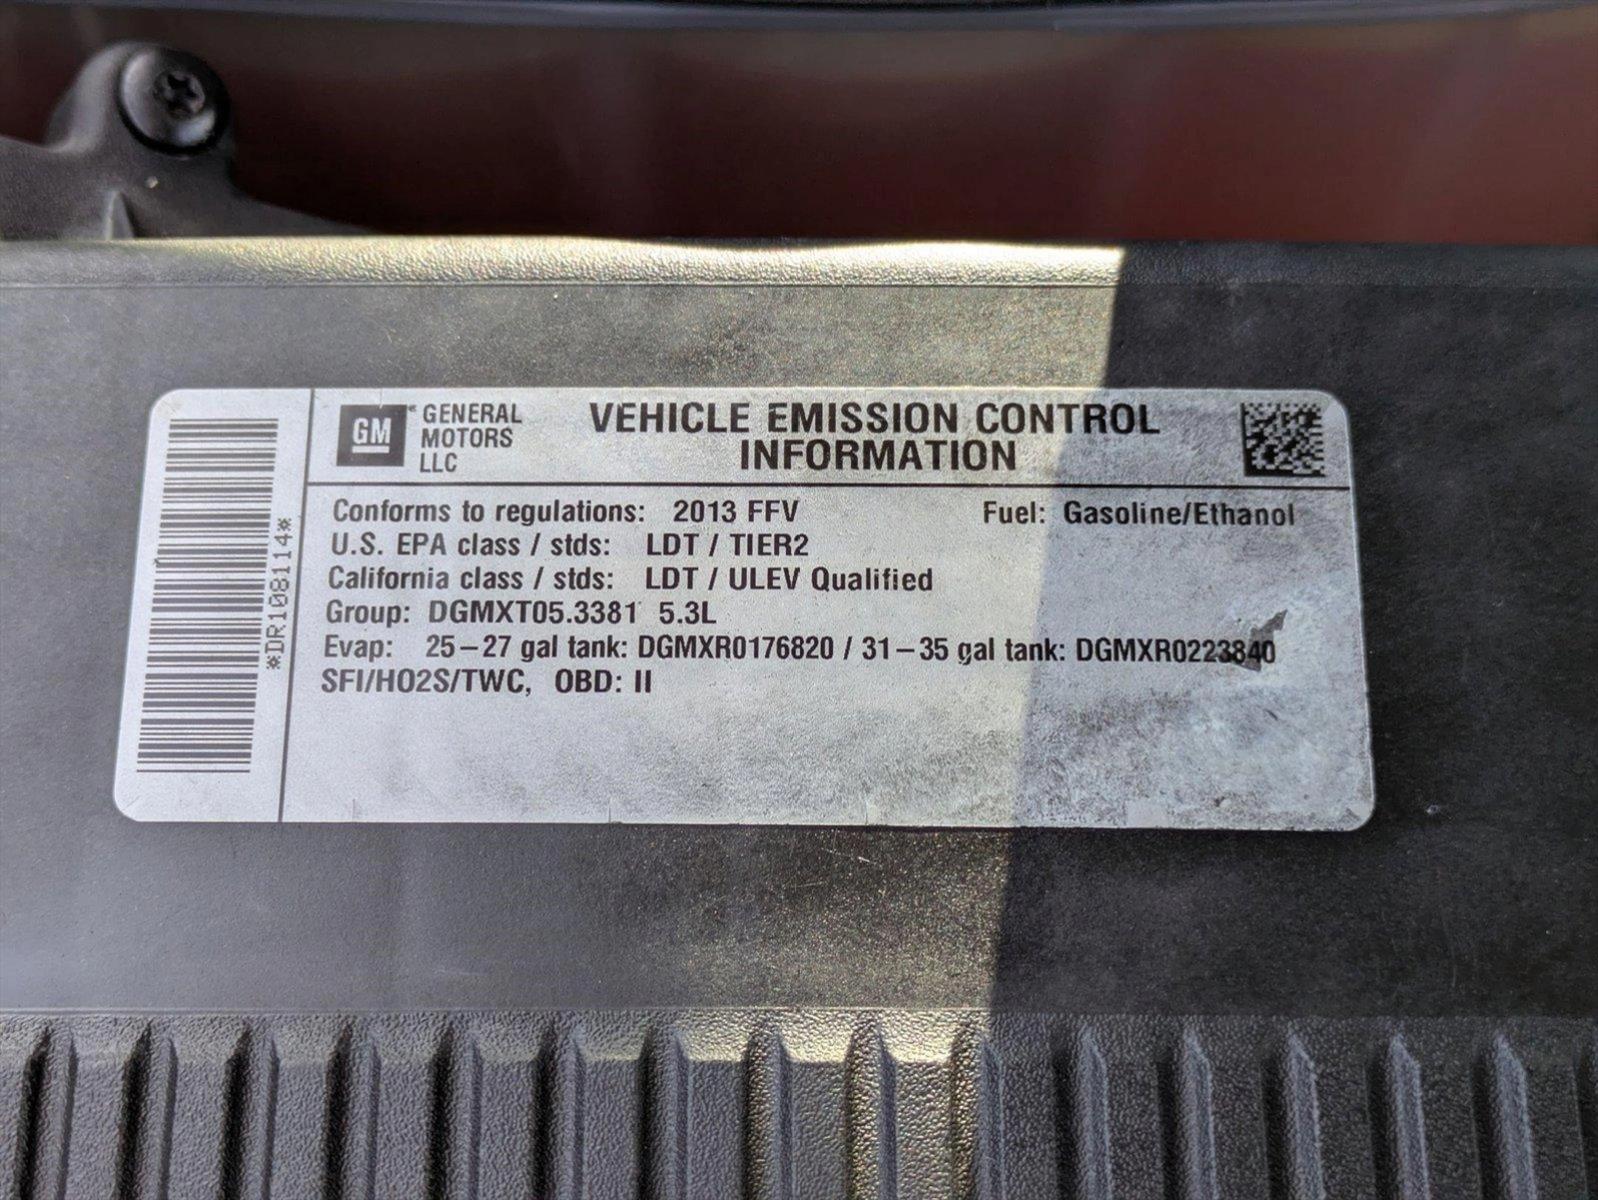 *DR108114*
GM
GENERAL
MOTORS
LLC
VEHICLE EMISSION CONTROL
INFORMATION
Conforms to regulations: 2013 FFV Fuel: Gasoline/Ethanol
U.S. EPA class / stds: LDT / TIER2
California class / stds: LDT / ULEV Qualified
Group: DGMXT05.3381 5.3L
Evap: 25–27 gal tank: DGMXR0176820 / 31–35 gal tank: DGMXR0223840
SFI/HO2S/TWC, OBD: II